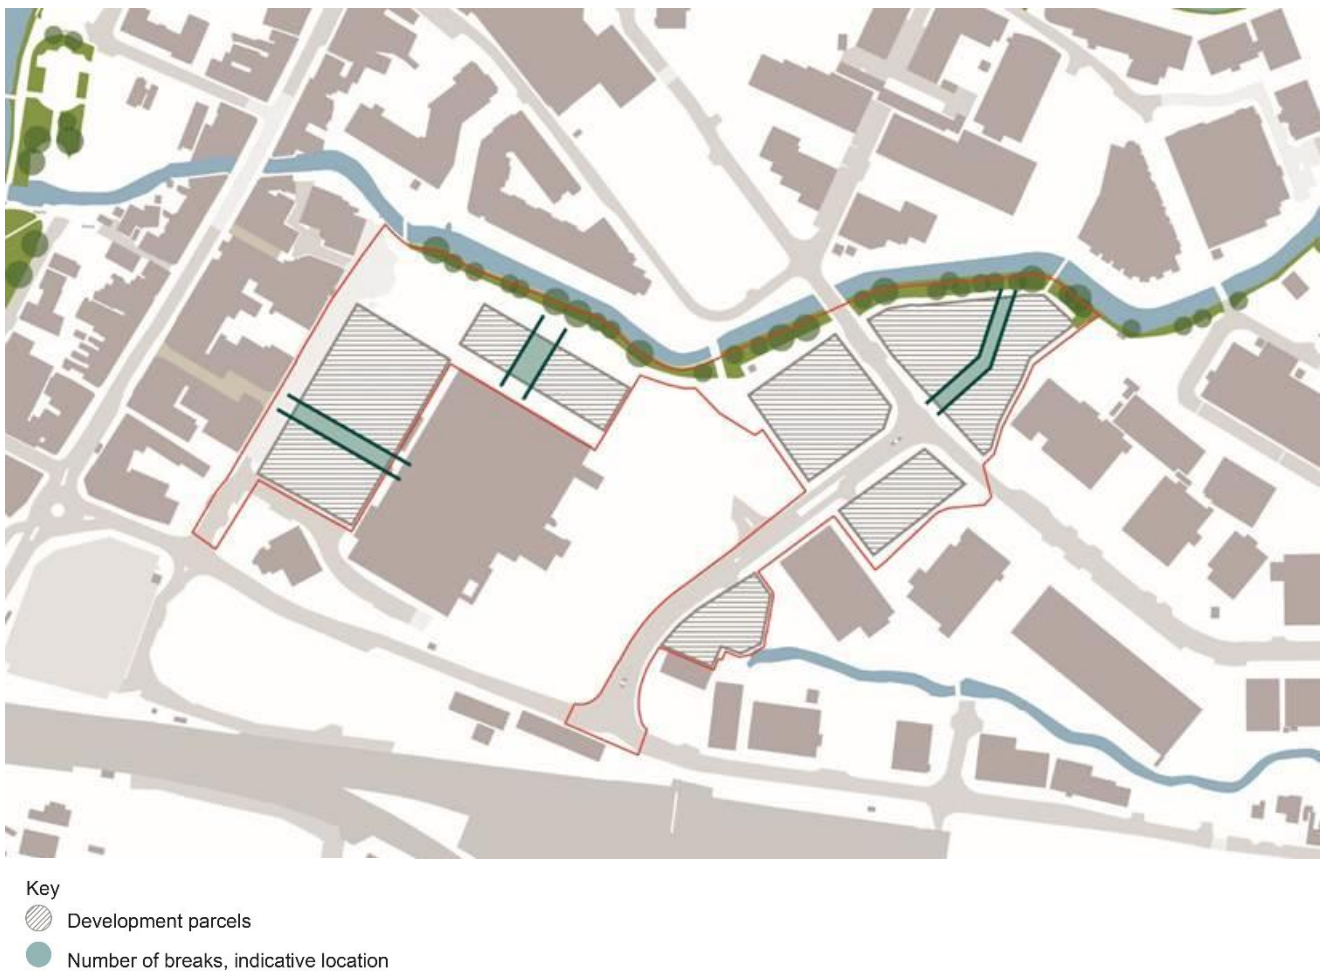 Key
Development parcels
Number of breaks, indicative location